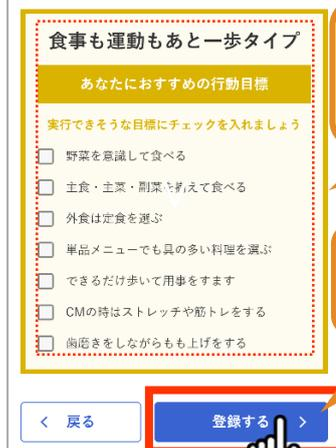 食事も運動もあと一歩タイプ
あなたにおすすめの行動目標
実行できそうな目標にチェックを入れましょう
野菜を意識して食べる
主食・主菜・副菜を揃えて食べる
外食は定食を選ぶ
単品メニューでも具の多い料理を選ぶ
できるだけ歩いて用事をすます
CMの時はストレッチや筋トレをする
歯磨きをしながらもも上げをする
戻る
登録する